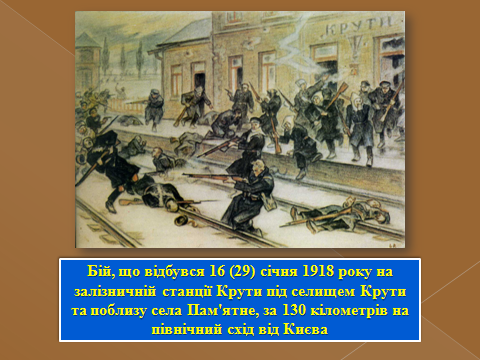 КРУТИ
Бій, що відбувся 16 (29) січня 1918 року на
залізничній станції Крути під селищем Крути
та поблизу села Пам'ятне, за 130 кілометрів на
північний схід від Києва